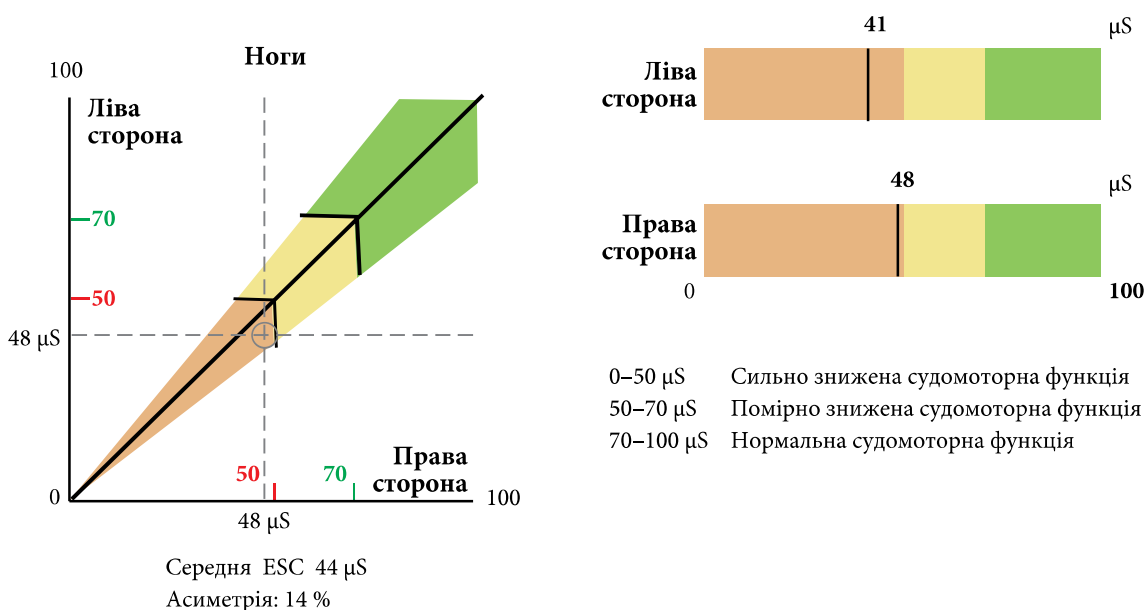 Ноги
100
Ліва
сторона
70
50
48 μS
0
50
70
Права
сторона
100
48 μS
Середня ESC 44 μS
Асиметрія: 14 %
41
μS
Ліва
сторона
48
μS
Права
сторона
0
100
0–50 μS Сильно знижена судомоторна функція
50–70 μS Помірно знижена судомоторна функція
70–100 μS Нормальна судомоторна функція